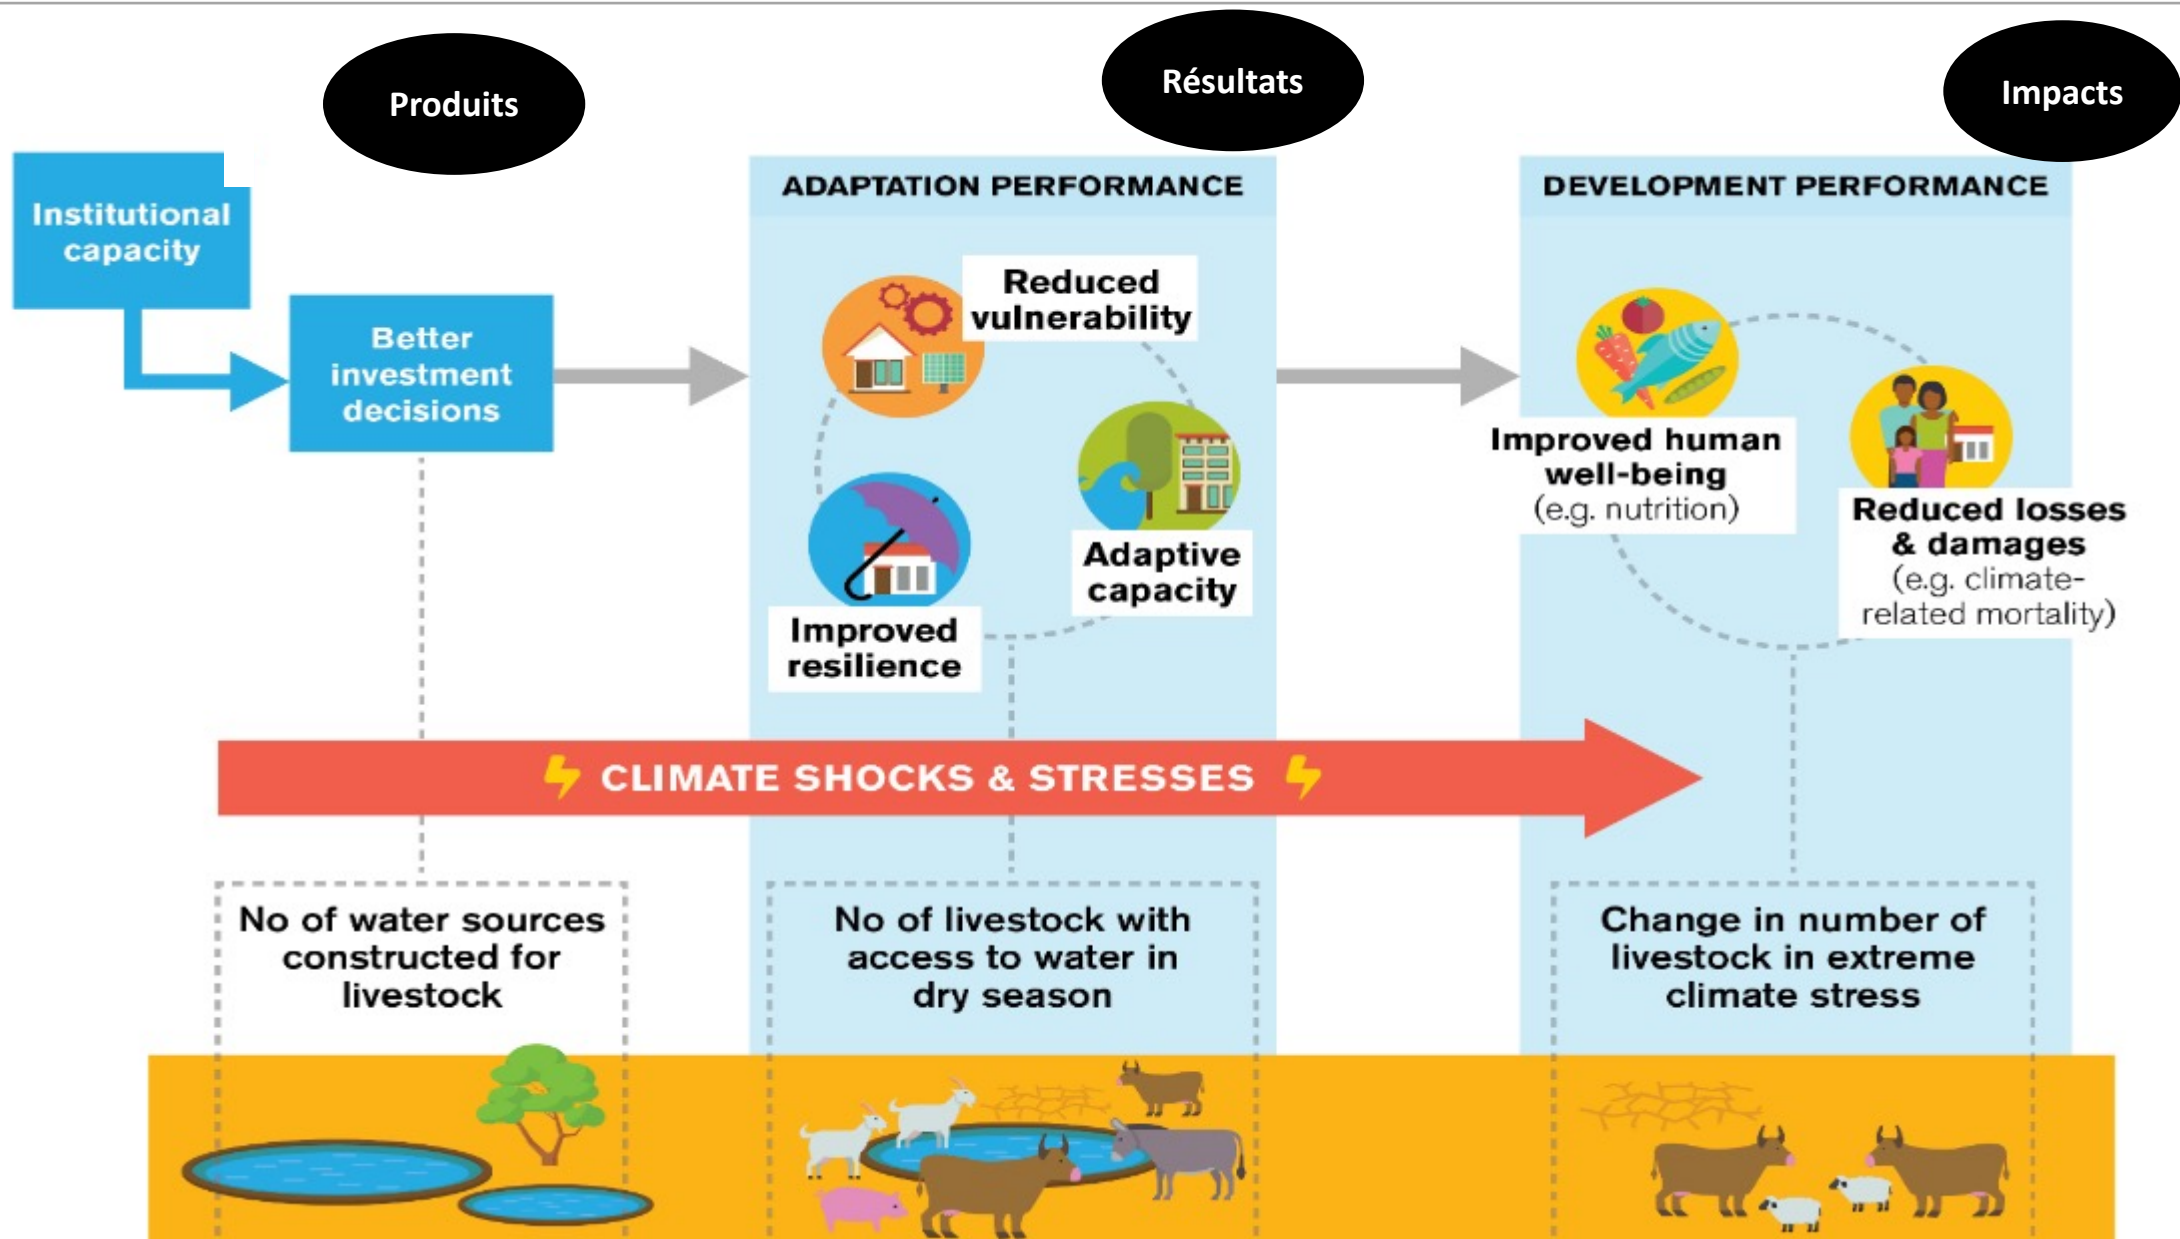 Produits
Résultats
Impacts
Institutional
capacity
Better
investment
decisions
ADAPTATION PERFORMANCE
Reduced
vulnerability
Adaptive
capacity
Improved
resilience
DEVELOPMENT PERFORMANCE
Improved human
well-being
(e.g. nutrition)
Reduced losses
& damages
(e.g. climate-
related mortality)
CLIMATE SHOCKS & STRESSES
No of water sources
constructed for
livestock
No of livestock with
access to water in
dry season
Change in number of
livestock in extreme
climate stress